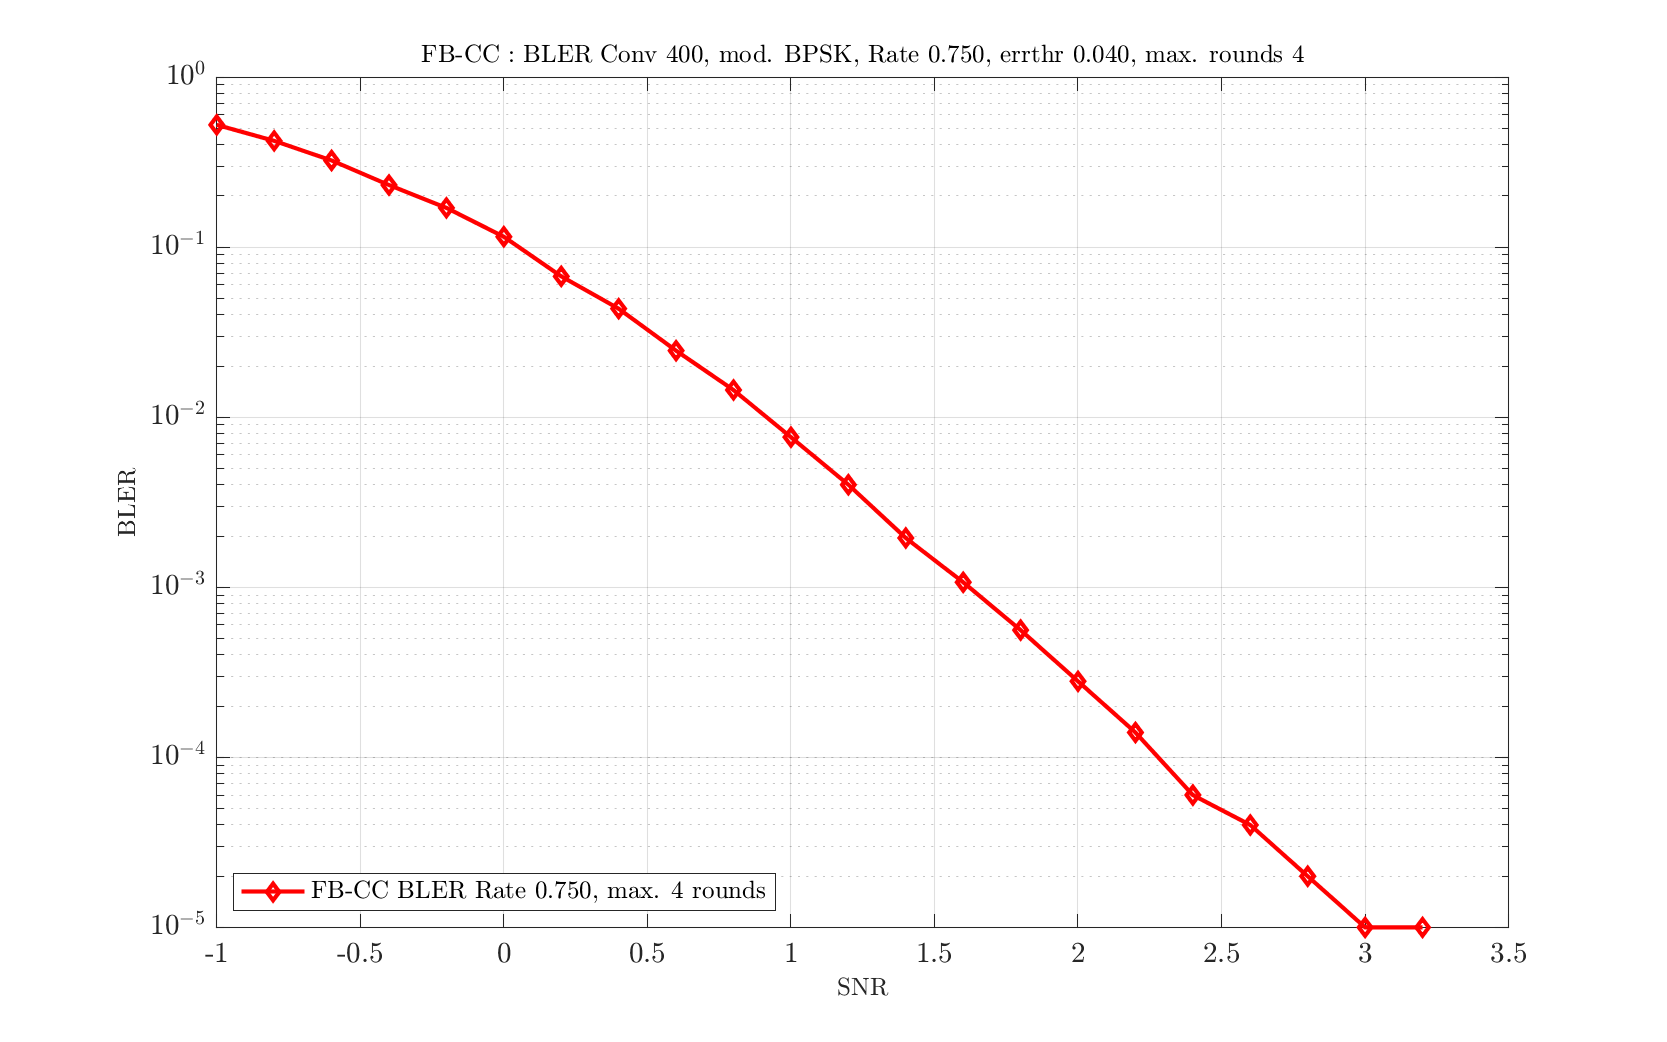 FB-CC : BLER Conv 400, mod. BPSK, Rate 0.750, errthr 0.040, max. rounds 4
10^0
10^-1
10^-2
10^-3
10^-4
10^-5
BLER
FB-CC BLER Rate 0.750, max. 4 rounds
-1 -0.5 0 0.5 1 1.5 2 2.5 3 3.5
SNR